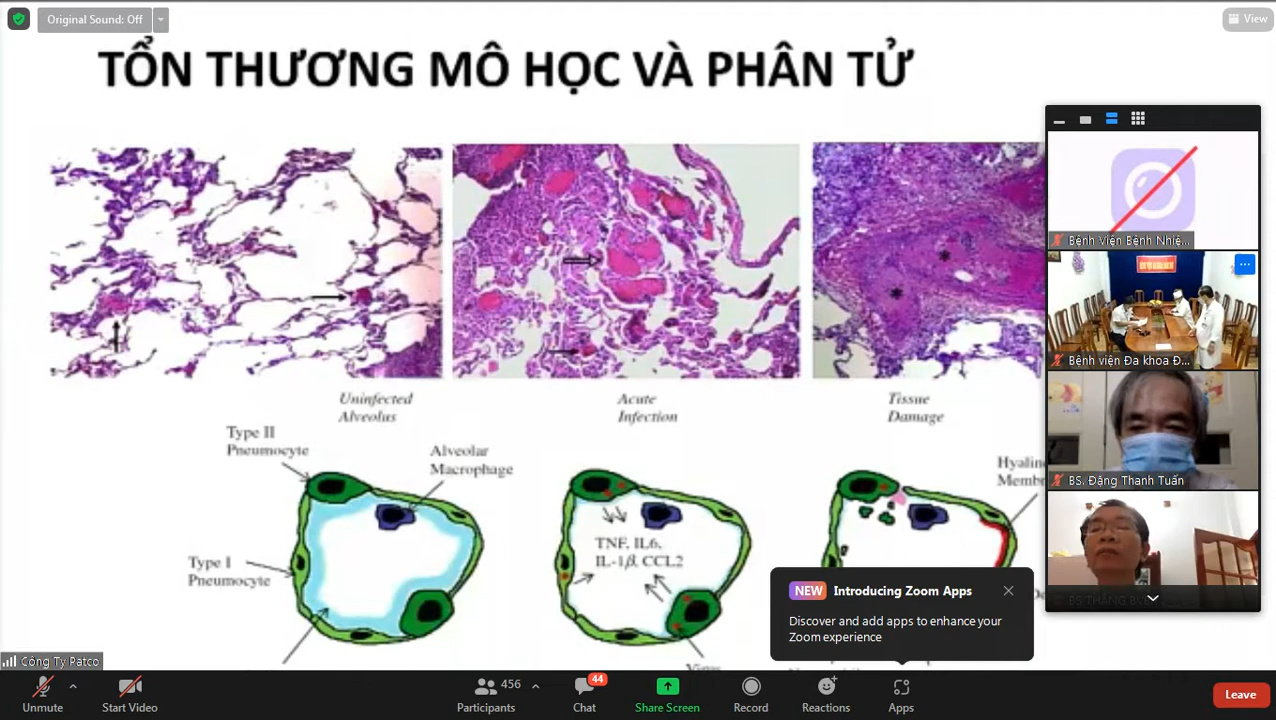 Original Sound: Off
View
TỔN THƯƠNG MÔ HỌC VÀ PHÂN TỬ
Bệnh Viện Bệnh Nhiệ...
Bệnh viện Đa khoa Đ...
BS. Đặng Thanh Tuấn
Uninfected
Alveolus
Acute
Infection
Tissue
Damage
Type II
Pneumocyte
Alveolar
Macrophage
Type I
Pneumocyte
TNF, IL6,
IL-1β, CCL2
NEW Introducing Zoom Apps
Discover and add apps to enhance your
Zoom experience
Công Ty Patco
Unmute
Start Video
456
Participants
44
Chat
Share Screen
Record
Reactions
Apps
Leave